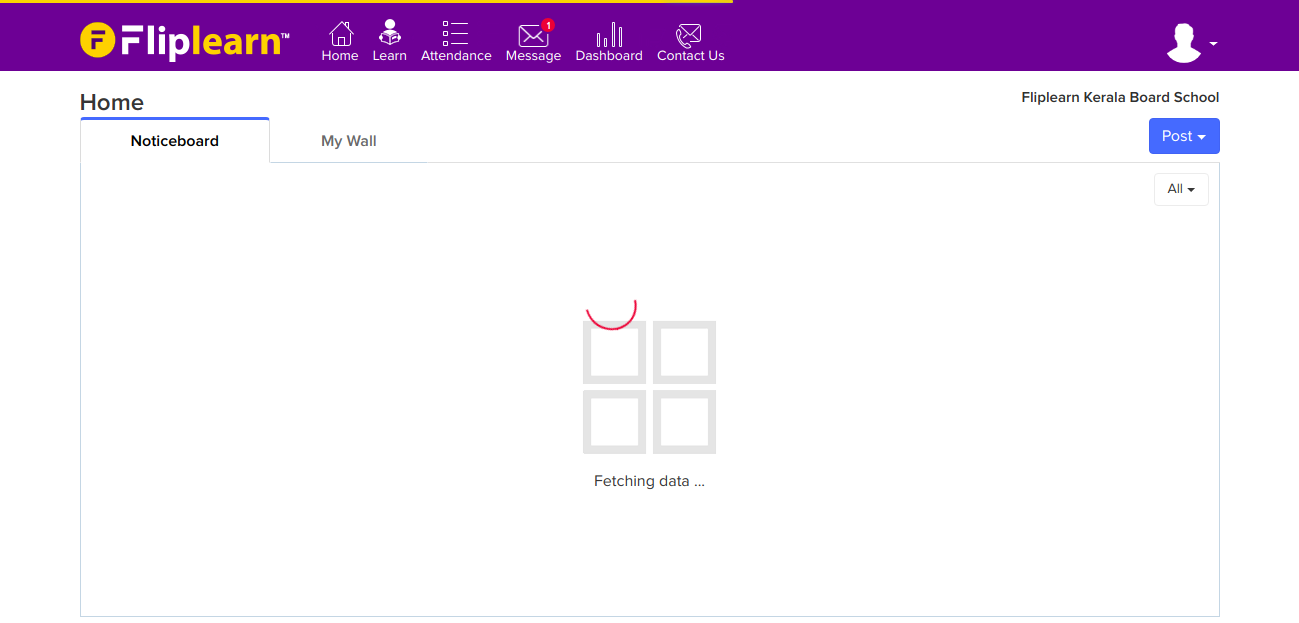 Fliplearn™
1
Home Learn Attendance Message Dashboard Contact Us
Home
Fliplearn Kerala Board School
Noticeboard
My Wall
Post
All
Fetching data ...